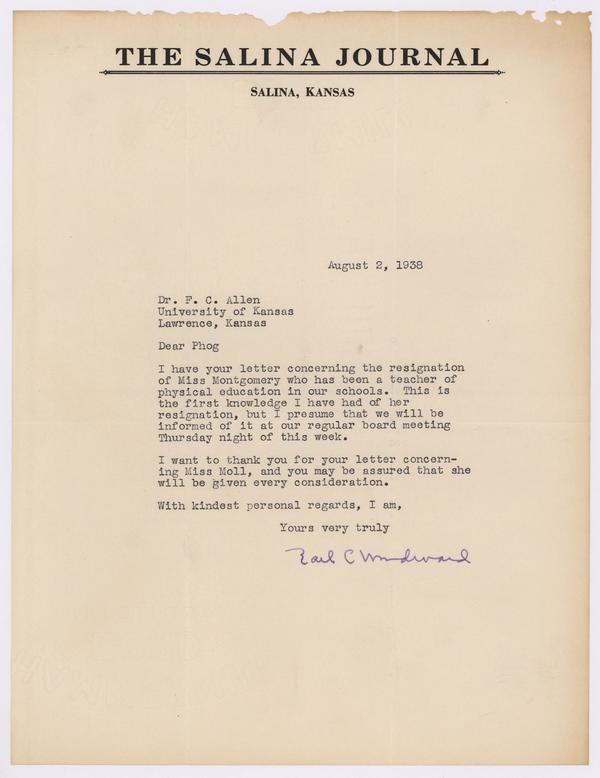 THE SALINA JOURNAL
SALINA, KANSAS
August 2, 1938
Dr. F. C. Allen
University of Kansas
Lawrence, Kansas
Dear Phog
I have your letter concerning the resignation
of Miss Montgomery who has been a teacher of
physical education in our schools.  This is
the first knowledge I have had of her
resignation, but I presume that we will be
informed of it at our regular board meeting
Thursday night of this week.
I want to thank you for your letter concern-
ing Miss Moll, and you may be assured that she
will be given every consideration.
With kindest personal regards, I am,
Yours very truly
Earl C Woodward